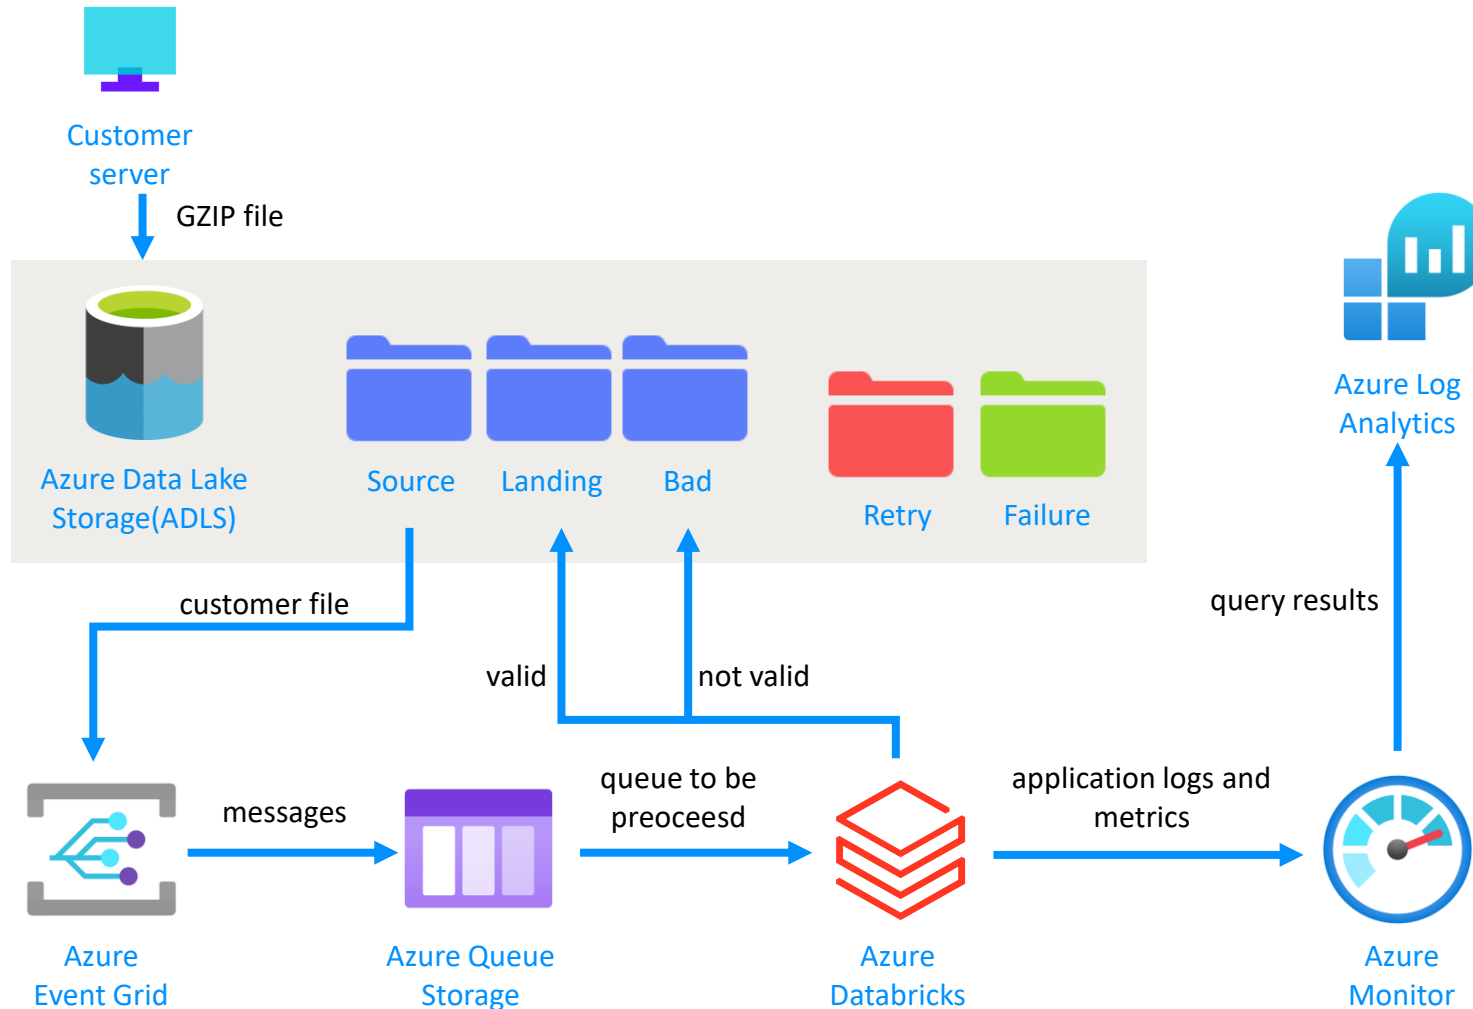 Customer
server
GZIP file
Azure Data Lake
Storage(ADLS)
Source
Landing
Bad
Retry
Failure
Azure Log
Analytics
customer file
valid
not valid
query results
messages
queue to be
preoceesd
application logs and
metrics
Azure
Event Grid
Azure Queue
Storage
Azure
Databricks
Azure
Monitor